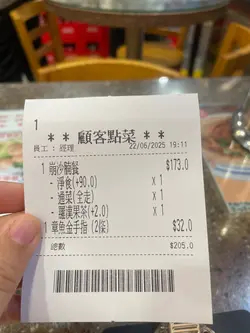 1
** 顧客點菜 **
員工 : 經理 22/06/2025 19:11
1 崩沙腩餐 $173.0
- 淨食(+90.0) x 1
- 過菜(全走) x 1
- 羅漢果茶(+2.0) x 1
1 章魚金手指 (2條) $32.0
總數 $205.0